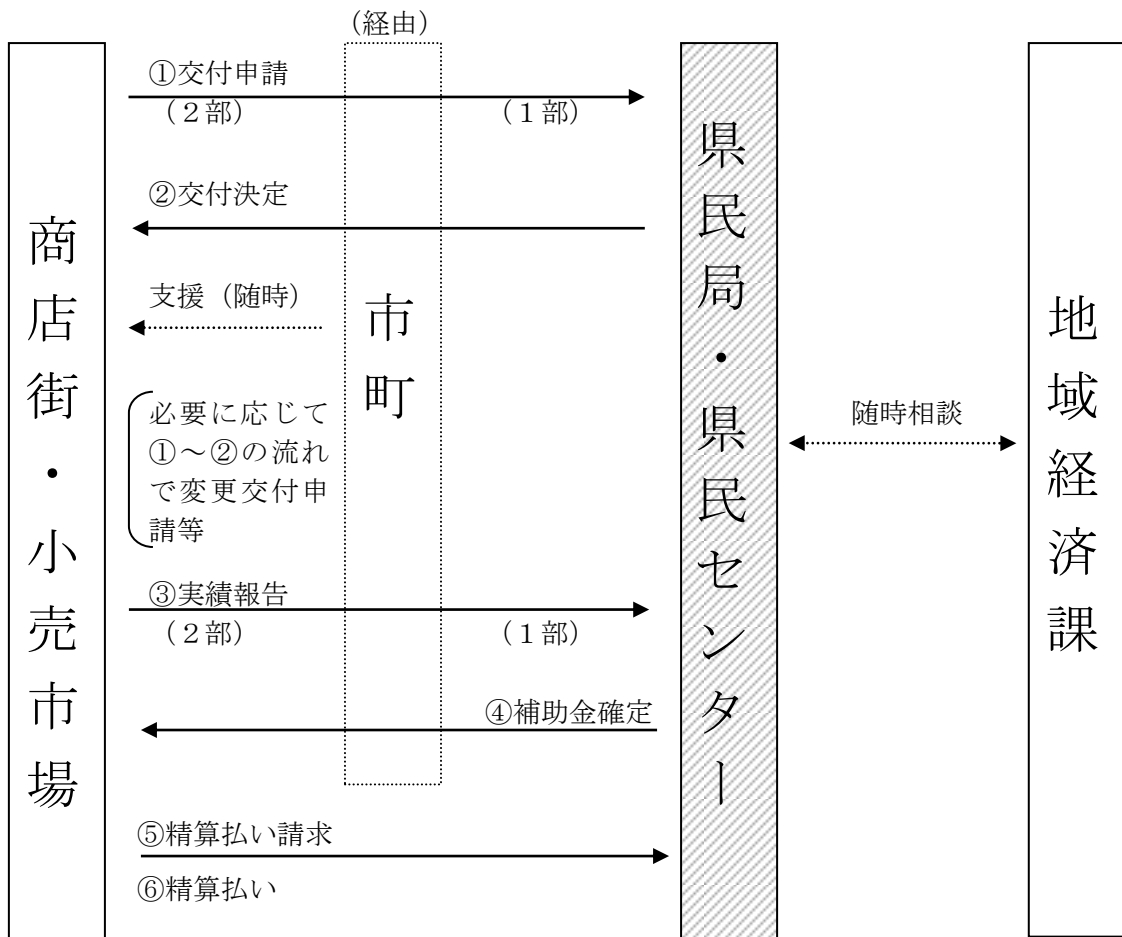 （経由）
①交付申請
（２部）
（１部）
②交付決定
支援（随時）
必要に応じて
①～②の流れ
で変更交付申
請等
③実績報告
（２部）
（１部）
④補助金確定
⑤精算払い請求
⑥精算払い
商店街・小売市場
市町
県民局・県民センター
随時相談
地域経済課